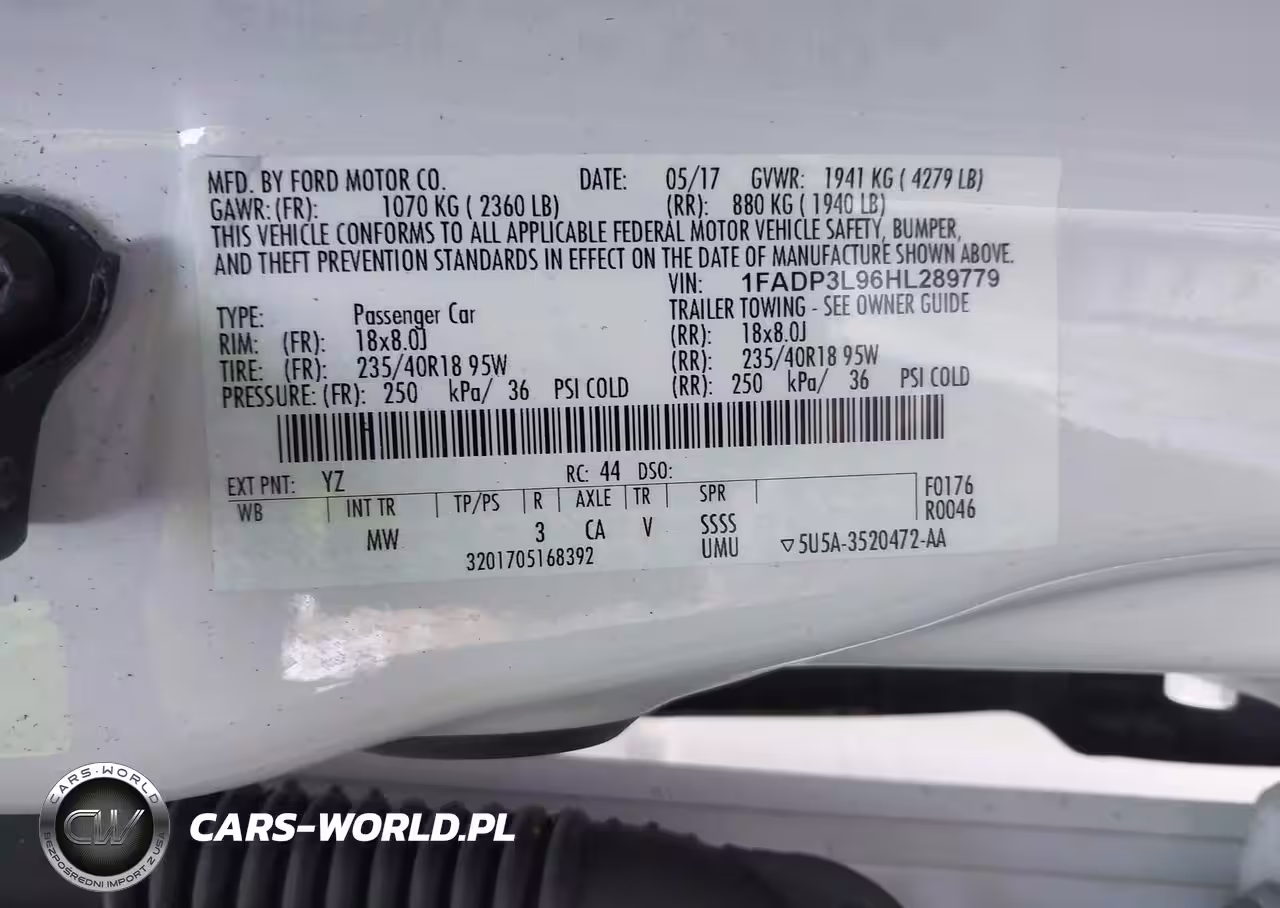 MFD. BY FORD MOTOR CO. DATE: 05/17 GVWR: 1941 KG ( 4279 LB)
GAWR: (FR): 1070 KG ( 2360 LB) (RR): 880 KG ( 1940 LB)
THIS VEHICLE CONFORMS TO ALL APPLICABLE FEDERAL MOTOR VEHICLE SAFETY, BUMPER,
AND THEFT PREVENTION STANDARDS IN EFFECT ON THE DATE OF MANUFACTURE SHOWN ABOVE.
VIN: 1FADP3L96HL289779
TYPE: Passenger Car TRAILER TOWING - SEE OWNER GUIDE
RIM: (FR): 18x8.0J (RR): 18x8.0J
TIRE: (FR): 235/40R18 95W (RR): 235/40R18 95W
PRESSURE: (FR): 250 kPa/ 36 PSI COLD (RR): 250 kPa/ 36 PSI COLD
EXT PNT: YZ RC: 44 DSO:
WB INT TR TP/PS R AXLE TR SPR F0176
R0046
MW 3 CA V SSSS
3201705168392 UMU ▽5U5A-3520472-AA
CARS-WORLD
CW
BEZPOŚREDNI IMPORT Z USA
CARS-WORLD.PL